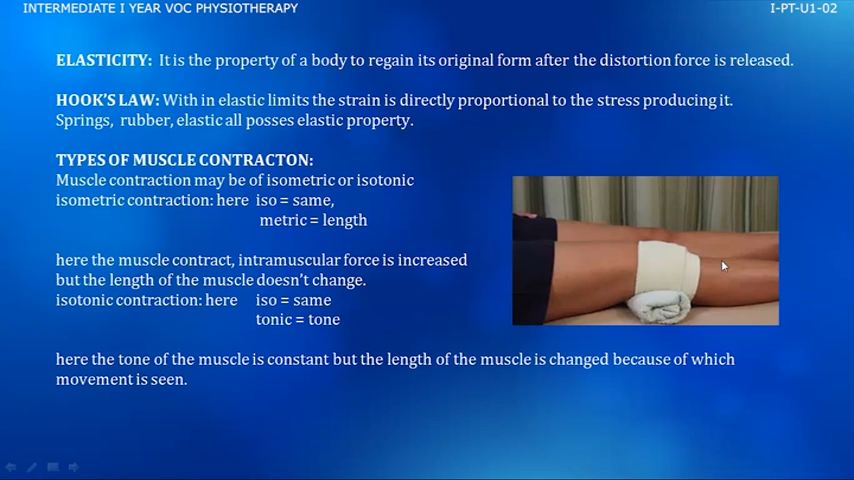 INTERMEDIATE I YEAR VOC PHYSIOTHERAPY
I-PT-U1-02
ELASTICITY: It is the property of a body to regain its original form after the distortion force is released.
HOOK'S LAW: With in elastic limits the strain is directly proportional to the stress producing it.
Springs, rubber, elastic all posses elastic property.
TYPES OF MUSCLE CONTRACTON:
Muscle contraction may be of isometric or isotonic
isometric contraction: here iso = same,
metric = length
here the muscle contract, intramuscular force is increased
but the length of the muscle doesn't change.
isotonic contraction: here iso = same
tonic = tone
here the tone of the muscle is constant but the length of the muscle is changed because of which
movement is seen.